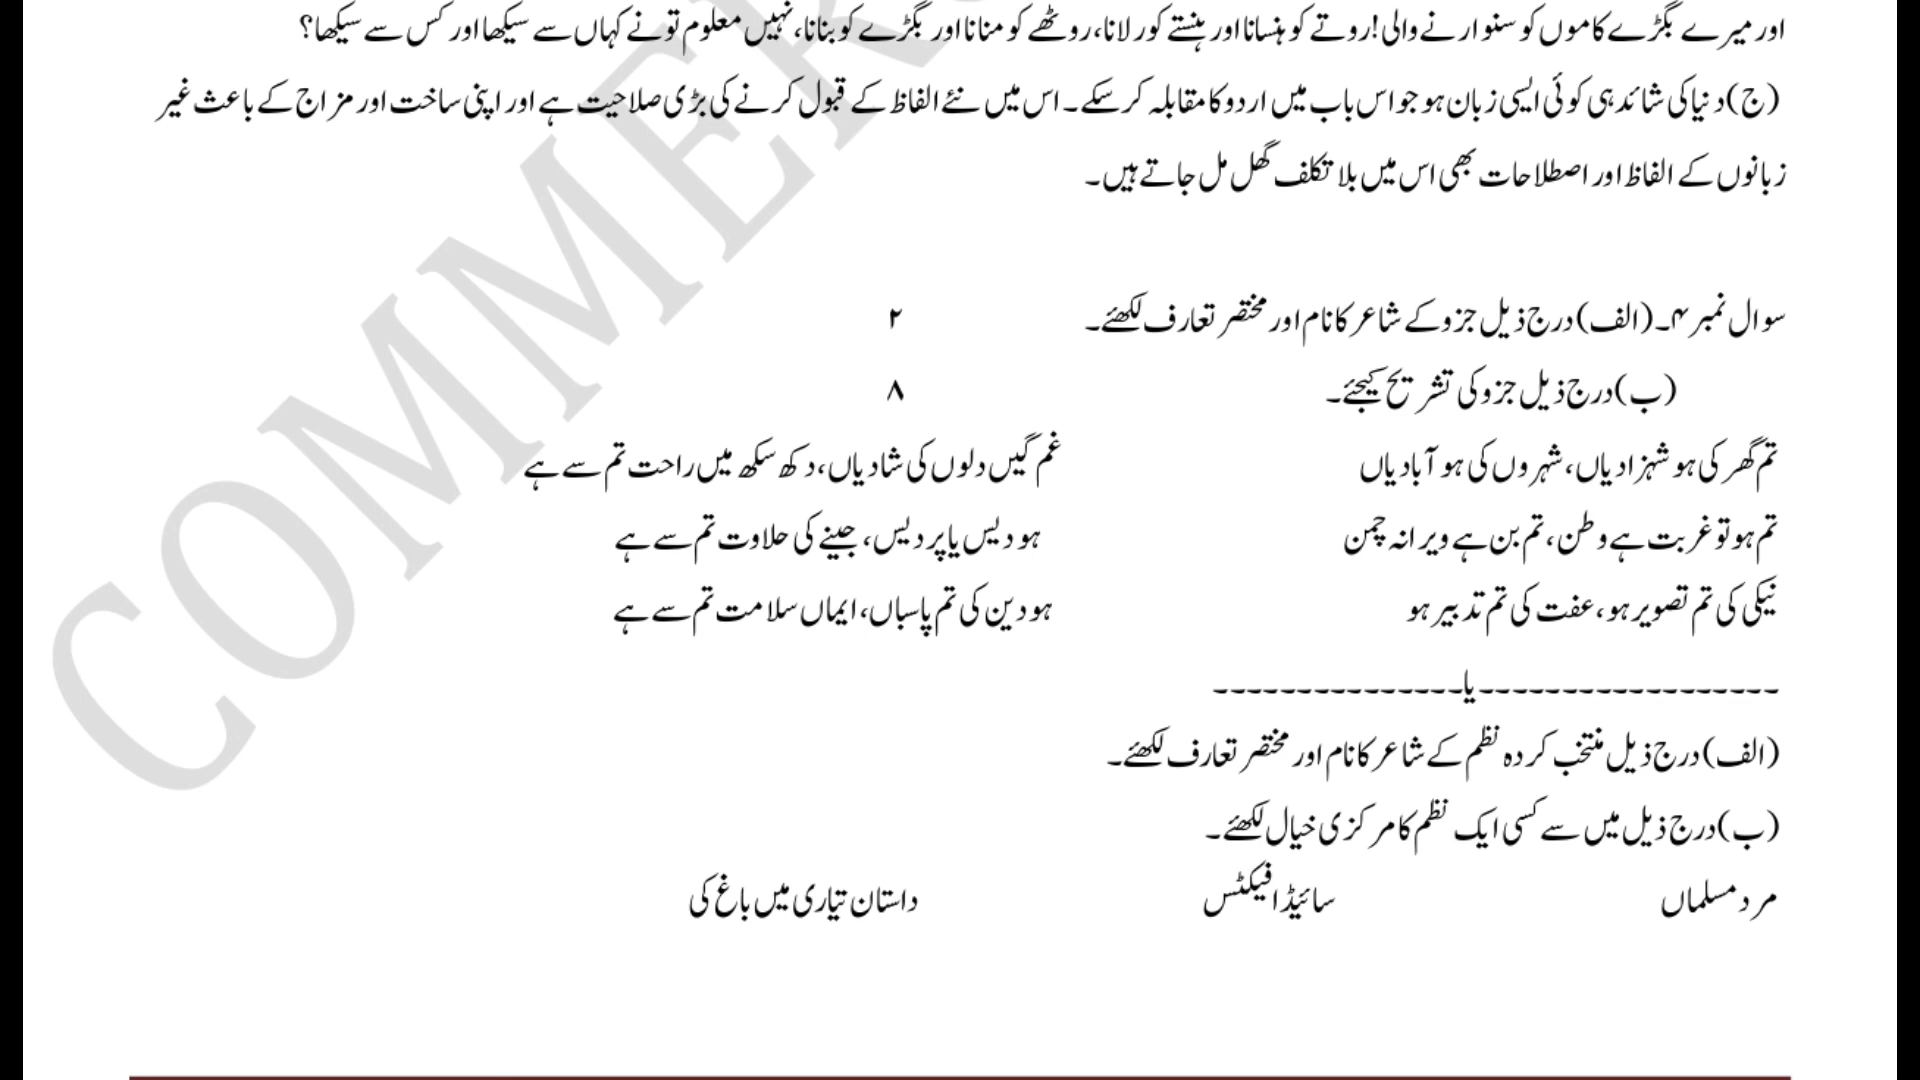 اور میرے بگڑے کاموں کو سنوارنے والی! روتے کو ہنسانا اور ہنستے کو رلانا، روٹھے کو منانا اور بگڑے کو بنانا، نہیں معلوم تو نے کہاں سے سیکھا اور کس سے سیکھا؟
(ج) دنیا کی شائد ہی کوئی ایسی زبان ہو جو اس باب میں اردو کا مقابلہ کرسکے۔ اس میں نئے الفاظ کے قبول کرنے کی بڑی صلاحیت ہے اور اپنی ساخت اور مزاج کے باعث غیر
زبانوں کے الفاظ اور اصطلاحات بھی اس میں بلا تکلف گھل مل جاتے ہیں۔
سوال نمبر ۴۔ (الف) درج ذیل جزو کے شاعر کا نام اور مختصر تعارف لکھئے۔ ۲
(ب) درج ذیل جزو کی تشریح کیجئے۔ ۸
تم گھر کی ہو شہزادیاں، شہروں کی ہو آبادیاں غم گیں دلوں کی شادیاں، دکھ سکھ میں راحت تم سے ہے
تم ہو تو غربت ہے وطن، تم بن ہے ویرانہ چمن ہو دیس یا پردیس، جینے کی حلاوت تم سے ہے
نیکی کی تم تصویر ہو، عفت کی تم تدبیر ہو ہو دین کی تم پاسباں، ایماں سلامت تم سے ہے
------------------یا---------------
(الف) درج ذیل منتخب کردہ نظم کے شاعر کا نام اور مختصر تعارف لکھئے۔
(ب) درج ذیل میں سے کسی ایک نظم کا مرکزی خیال لکھئے۔
مرد مسلماں سائیڈ افیکٹس داستان تیاری میں باغ کی
COMMER